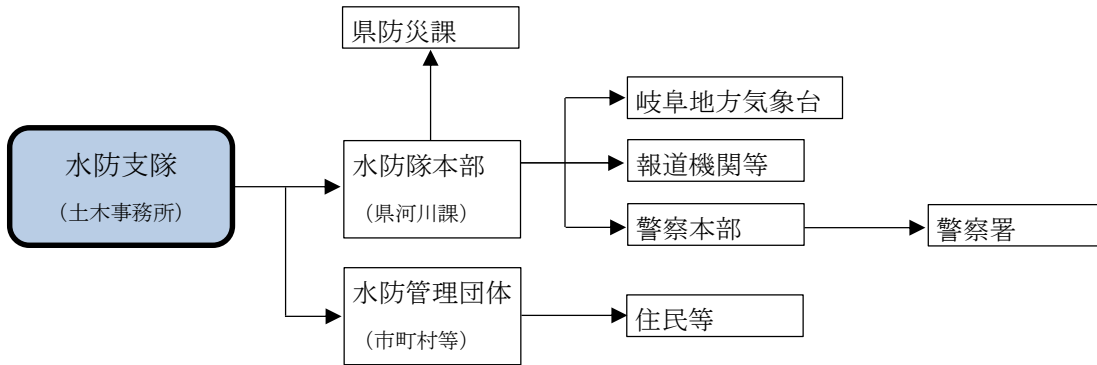 県防災課
岐阜地方気象台
水防支隊
（土木事務所）
水防隊本部
（県河川課）
報道機関等
警察本部
警察署
水防管理団体
（市町村等）
住民等